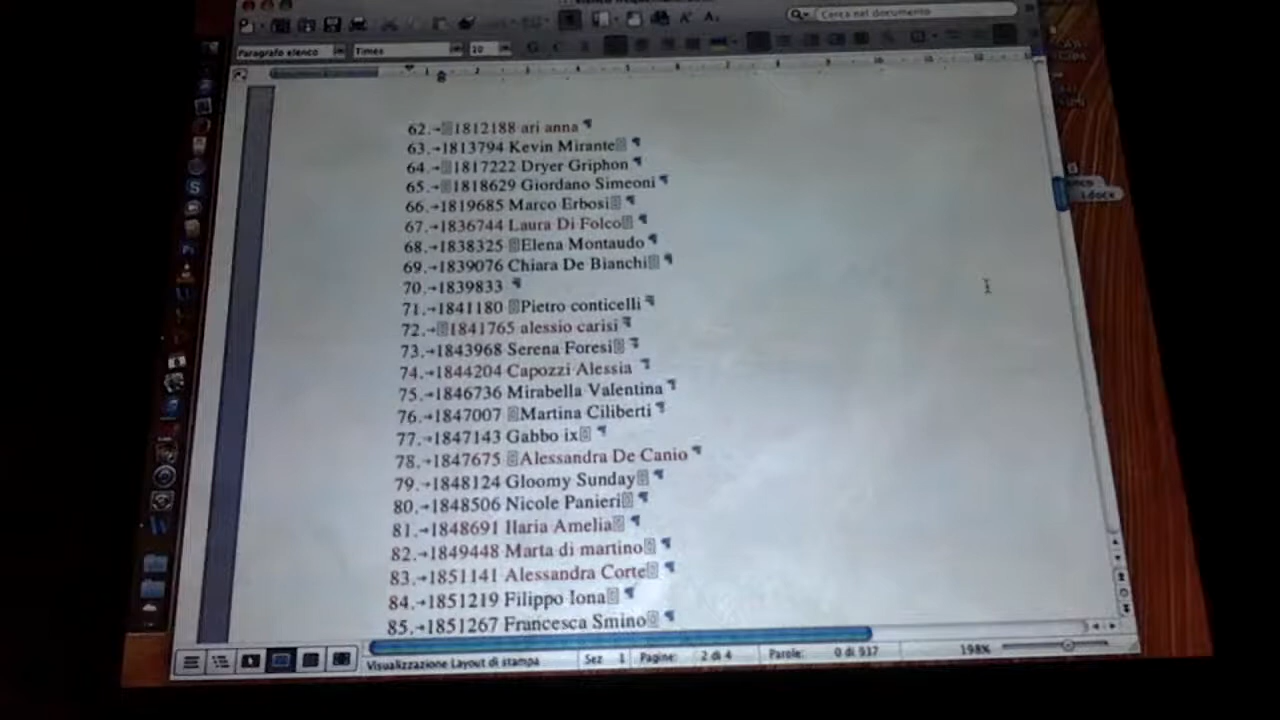 Cerca nel documento
Paragrafo elenco Times 10
62. 1812188 ari anna
63. 1813794 Kevin Mirante
64. 1817222 Dryer Griphon
65. 1818629 Giordano Simeoni
66. 1819685 Marco Erbosi
67. 1836744 Laura Di Folco
68. 1838325 Elena Montaudo
69. 1839076 Chiara De Bianchi
70. 1839833
71. 1841180 Pietro conticelli
72. 1841765 alessio carisi
73. 1843968 Serena Foresi
74. 1844204 Capozzi Alessia
75. 1846736 Mirabella Valentina
76. 1847007 Martina Ciliberti
77. 1847143 Gabbo ix
78. 1847675 Alessandra De Canio
79. 1848124 Gloomy Sunday
80. 1848506 Nicole Panieri
81. 1848691 Ilaria Amelia
82. 1849448 Marta di martino
83. 1851141 Alessandra Corte
84. 1851219 Filippo Iona
85. 1851267 Francesca Smino
Visualizzazione Layout di stampa Sez 1 Pagine: 2 di 4 Parole: 0 di 937 198%